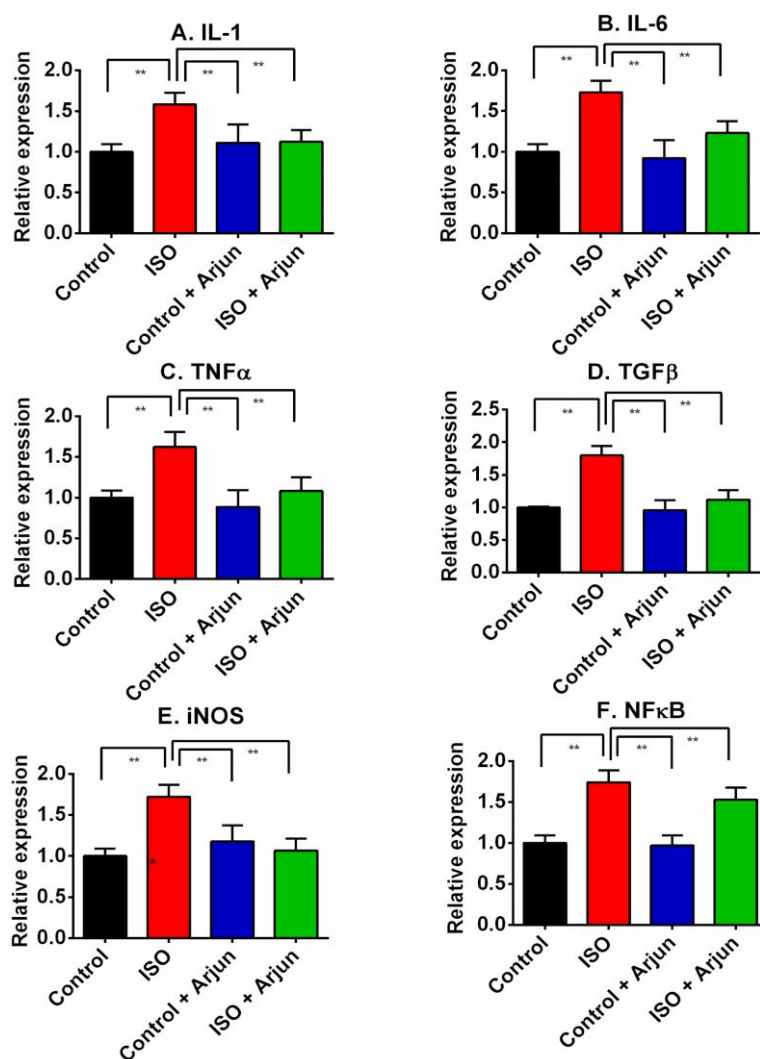 A. IL-1
Relative expression
2.0
1.5
1.0
0.5
0.0
** ** **
Control
ISO
Control + Arjun
ISO + Arjun
B. IL-6
Relative expression
2.0
1.5
1.0
0.5
0.0
** ** **
Control
ISO
Control + Arjun
ISO + Arjun
C. TNFα
Relative expression
2.0
1.5
1.0
0.5
0.0
** ** **
Control
ISO
Control + Arjun
ISO + Arjun
D. TGFβ
Relative expression
2.5
2.0
1.5
1.0
0.5
0.0
** ** **
Control
ISO
Control + Arjun
ISO + Arjun
E. iNOS
Relative expression
2.0
1.5
1.0
0.5
0.0
** ** **
*
Control
ISO
Control + Arjun
ISO + Arjun
F. NFκB
Relative expression
2.0
1.5
1.0
0.5
0.0
** ** **
Control
ISO
Control + Arjun
ISO + Arjun